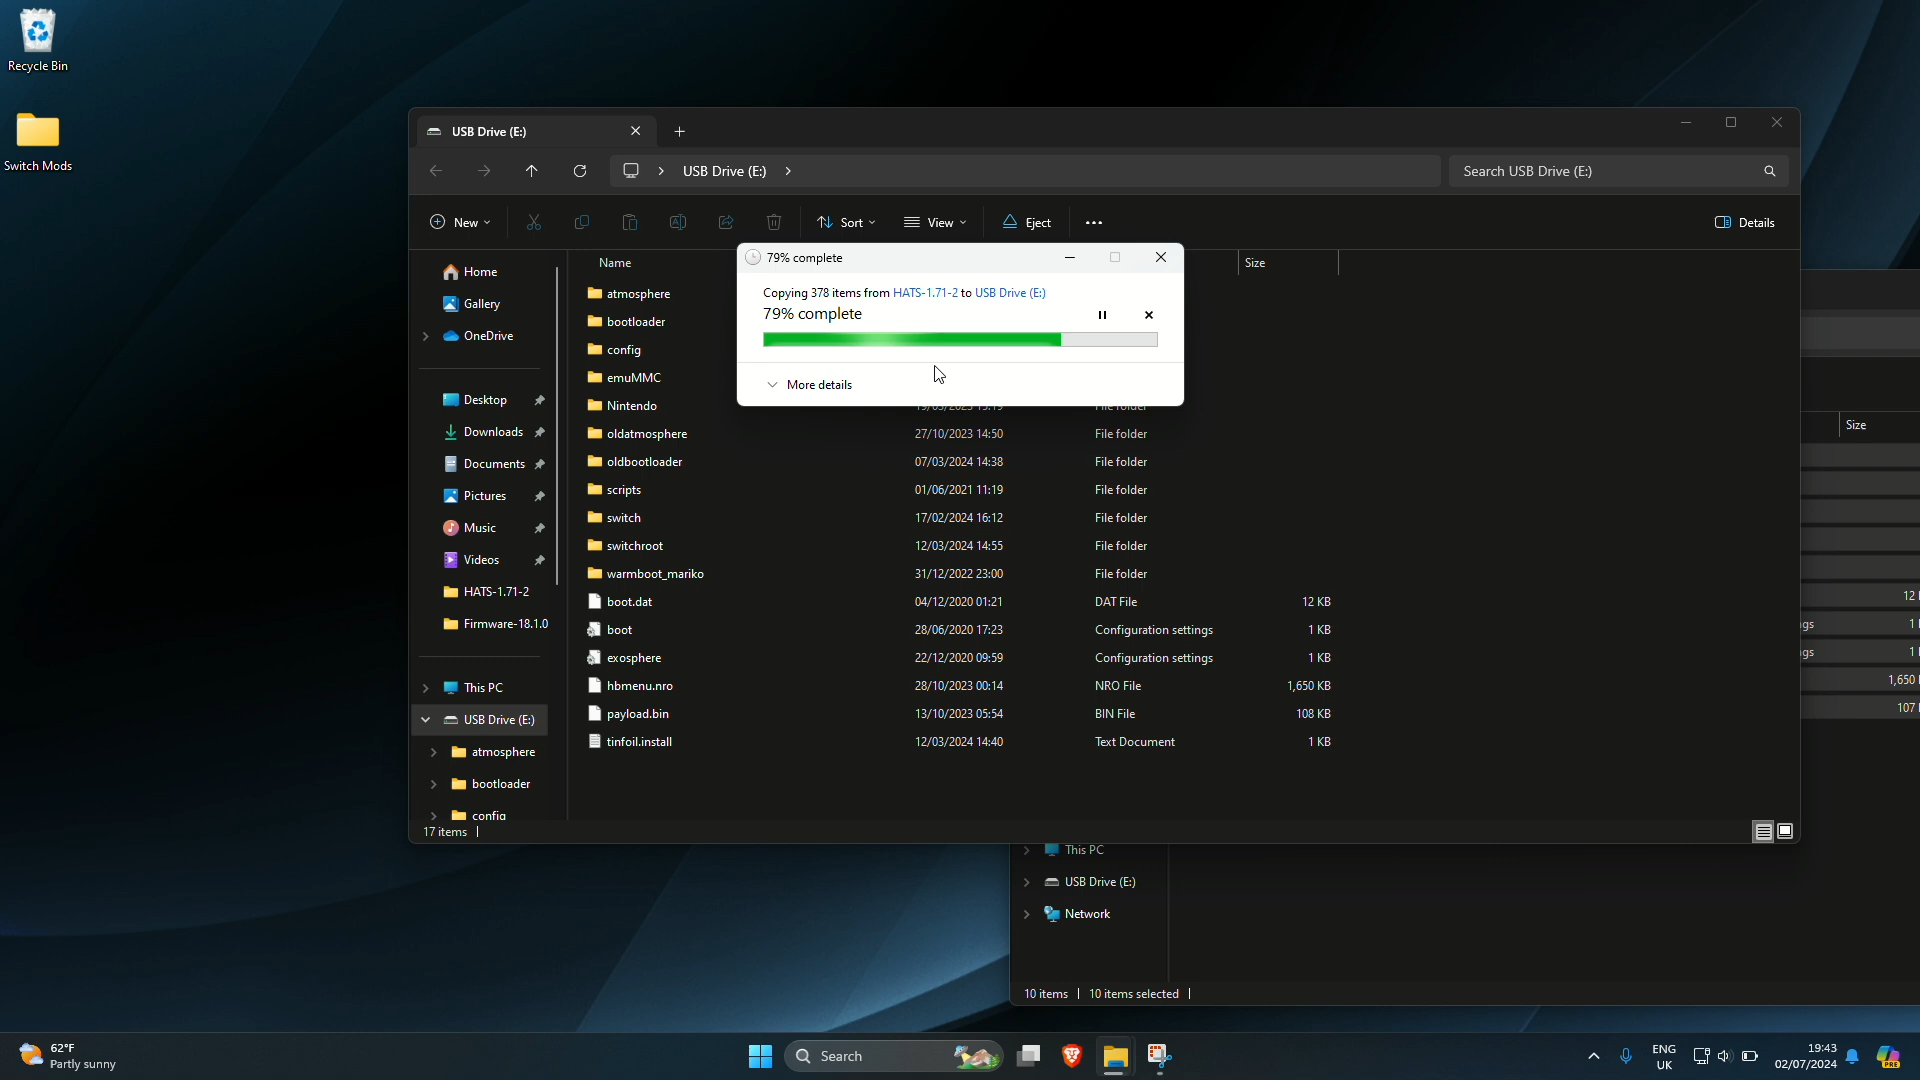 Recycle Bin
Switch Mods
USB Drive (E:)
USB Drive (E:)
Search USB Drive (E:)
New
Sort
View
Eject
Details
Home
Gallery
OneDrive
Desktop
Downloads
Documents
Pictures
Music
Videos
HATS-1.71-2
Firmware-18.1.0
This PC
USB Drive (E:)
atmosphere
bootloader
config
17 items
Name
Size
atmosphere
bootloader
config
emuMMC
Nintendo
oldatmosphere 27/10/2023 14:50 File folder
oldbootloader 07/03/2024 14:38 File folder
scripts 01/06/2021 11:19 File folder
switch 17/02/2024 16:12 File folder
switchroot 12/03/2024 14:55 File folder
warmboot_mariko 31/12/2022 23:00 File folder
boot.dat 04/12/2020 01:21 DAT File 12 KB
boot 28/06/2020 17:23 Configuration settings 1 KB
exosphere 22/12/2020 09:59 Configuration settings 1 KB
hbmenu.nro 28/10/2023 00:14 NRO File 1,650 KB
payload.bin 13/10/2023 05:54 BIN File 108 KB
tinfoil.install 12/03/2024 14:40 Text Document 1 KB
79% complete
Copying 378 items from HATS-1.71-2 to USB Drive (E:)
79% complete
More details
Size
12
gs 1
gs 1
1,650
107
This PC
USB Drive (E:)
Network
10 items 10 items selected
62°F
Partly sunny
Search
ENG
UK
19:43
02/07/2024
PRE